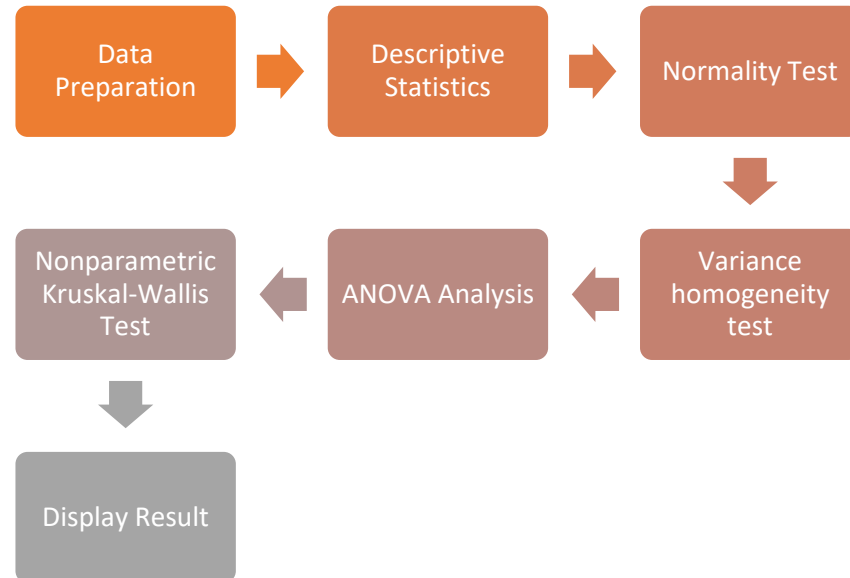 Data
Preparation
Descriptive
Statistics
Normality Test
Variance
homogeneity
test
ANOVA Analysis
Nonparametric
Kruskal-Wallis
Test
Display Result